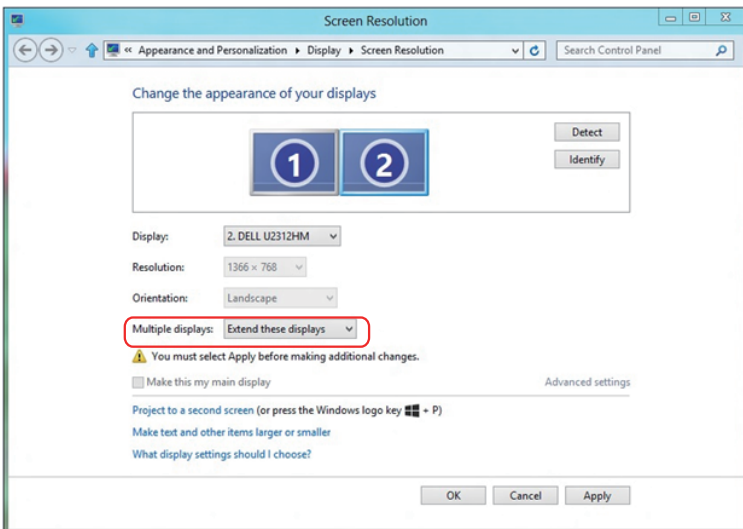 Screen Resolution
« Appearance and Personalization ▸ Display ▸ Screen Resolution
Search Control Panel
Change the appearance of your displays
1 2
Detect
Identify
Display: 2. DELL U2312HM
Resolution: 1366 × 768
Orientation: Landscape
Multiple displays: Extend these displays
You must select Apply before making additional changes.
Make this my main display Advanced settings
Project to a second screen (or press the Windows logo key + P)
Make text and other items larger or smaller
What display settings should I choose?
OK Cancel Apply